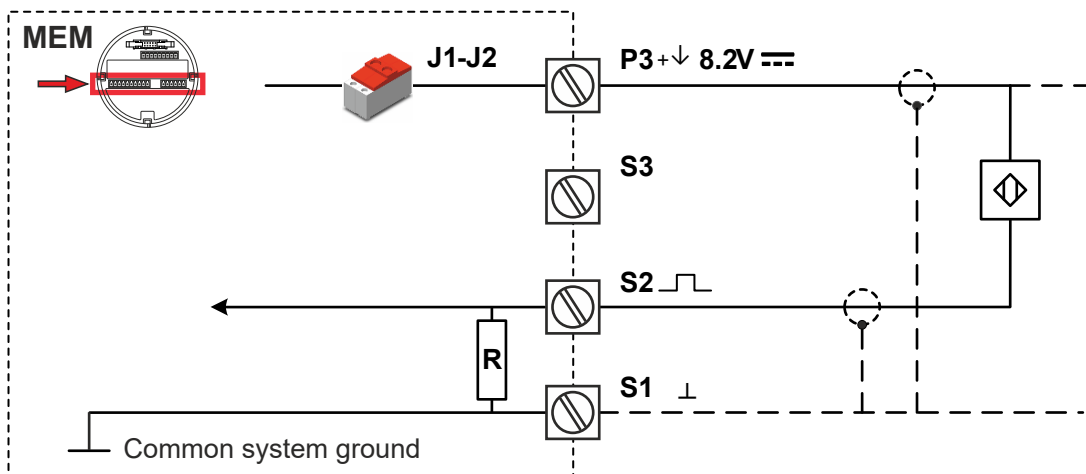 MEM
J1-J2
P3 +↓ 8.2V ⎓
S3
S2
R
S1 ⊥
Common system ground